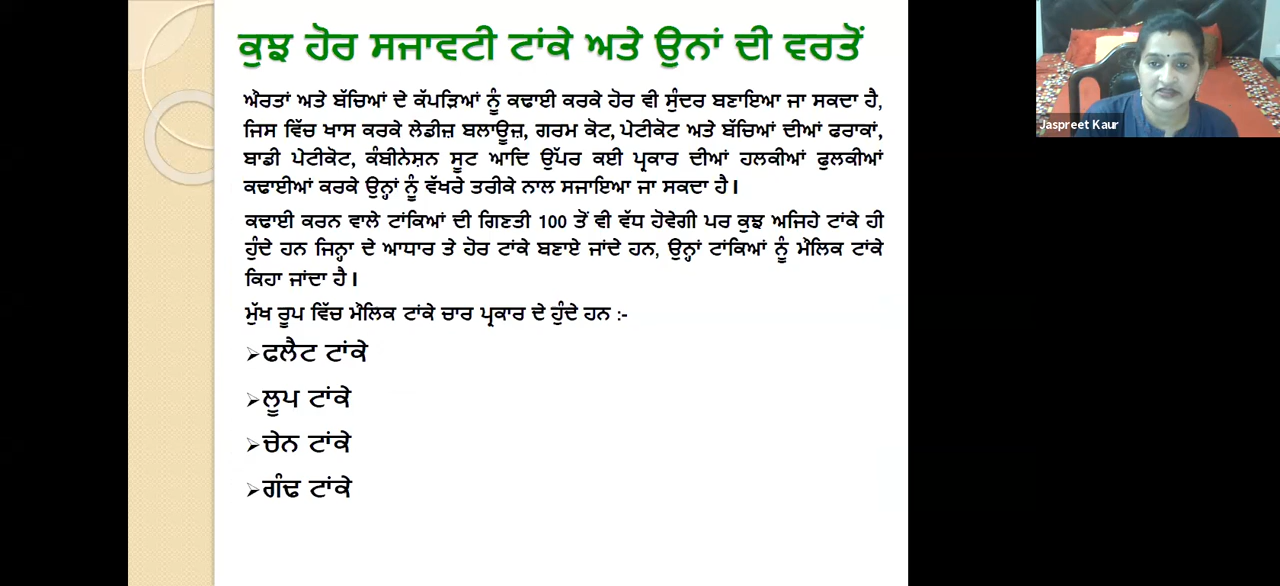 ਕੁਝ ਹੋਰ ਸਜਾਵਟੀ ਟਾਂਕੇ ਅਤੇ ਉਨਾਂ ਦੀ ਵਰਤੋਂ
ਔਰਤਾਂ ਅਤੇ ਬੱਚਿਆਂ ਦੇ ਕੱਪੜਿਆਂ ਨੂੰ ਕਢਾਈ ਕਰਕੇ ਹੋਰ ਵੀ ਸੁੰਦਰ ਬਣਾਇਆ ਜਾ ਸਕਦਾ ਹੈ,
ਜਿਸ ਵਿੱਚ ਖਾਸ ਕਰਕੇ ਲੇਡੀਜ਼ ਬਲਾਊਜ਼, ਗਰਮ ਕੋਟ, ਪੇਟੀਕੋਟ ਅਤੇ ਬੱਚਿਆਂ ਦੀਆਂ ਫਰਾਕਾਂ,
ਬਾਡੀ ਪੇਟੀਕੋਟ, ਕੰਬੀਨੇਸ਼ਨ ਸੂਟ ਆਦਿ ਉੱਪਰ ਕਈ ਪ੍ਰਕਾਰ ਦੀਆਂ ਹਲਕੀਆਂ ਫੁਲਕੀਆਂ
ਕਢਾਈਆਂ ਕਰਕੇ ਉਨ੍ਹਾਂ ਨੂੰ ਵੱਖਰੇ ਤਰੀਕੇ ਨਾਲ ਸਜਾਇਆ ਜਾ ਸਕਦਾ ਹੈ।
ਕਢਾਈ ਕਰਨ ਵਾਲੇ ਟਾਂਕਿਆਂ ਦੀ ਗਿਣਤੀ 100 ਤੋਂ ਵੀ ਵੱਧ ਹੋਵੇਗੀ ਪਰ ਕੁਝ ਅਜਿਹੇ ਟਾਂਕੇ ਹੀ
ਹੁੰਦੇ ਹਨ ਜਿਨ੍ਹਾ ਦੇ ਆਧਾਰ ਤੇ ਹੋਰ ਟਾਂਕੇ ਬਣਾਏ ਜਾਂਦੇ ਹਨ, ਉਨ੍ਹਾਂ ਟਾਂਕਿਆਂ ਨੂੰ ਮੌਲਿਕ ਟਾਂਕੇ
ਕਿਹਾ ਜਾਂਦਾ ਹੈ।
ਮੁੱਖ ਰੂਪ ਵਿੱਚ ਮੌਲਿਕ ਟਾਂਕੇ ਚਾਰ ਪ੍ਰਕਾਰ ਦੇ ਹੁੰਦੇ ਹਨ :-
➢ਫਲੈਟ ਟਾਂਕੇ
➢ਲੂਪ ਟਾਂਕੇ
➢ਚੇਨ ਟਾਂਕੇ
➢ਗੰਢ ਟਾਂਕੇ
Jaspreet Kaur